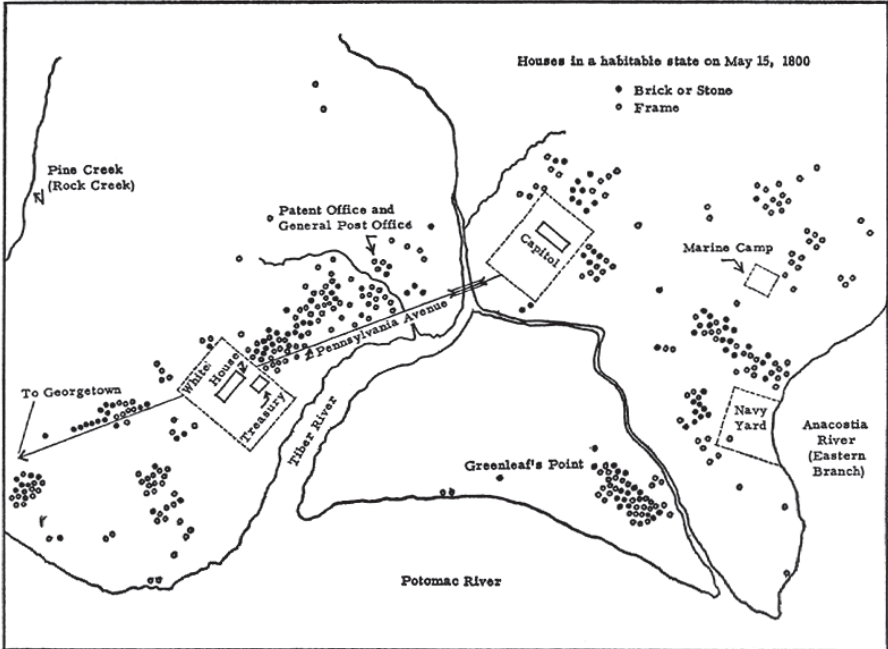 Houses in a habitable state on May 15, 1800
Brick or Stone
Frame
Pine Creek
(Rock Creek)
Patent Office and
General Post Office
Capitol
Marine Camp
Pennsylvania Avenue
White
House
Treasury
To Georgetown
Tiber River
Navy
Yard
Anacostia
River
(Eastern
Branch)
Greenleaf's Point
Potomac River